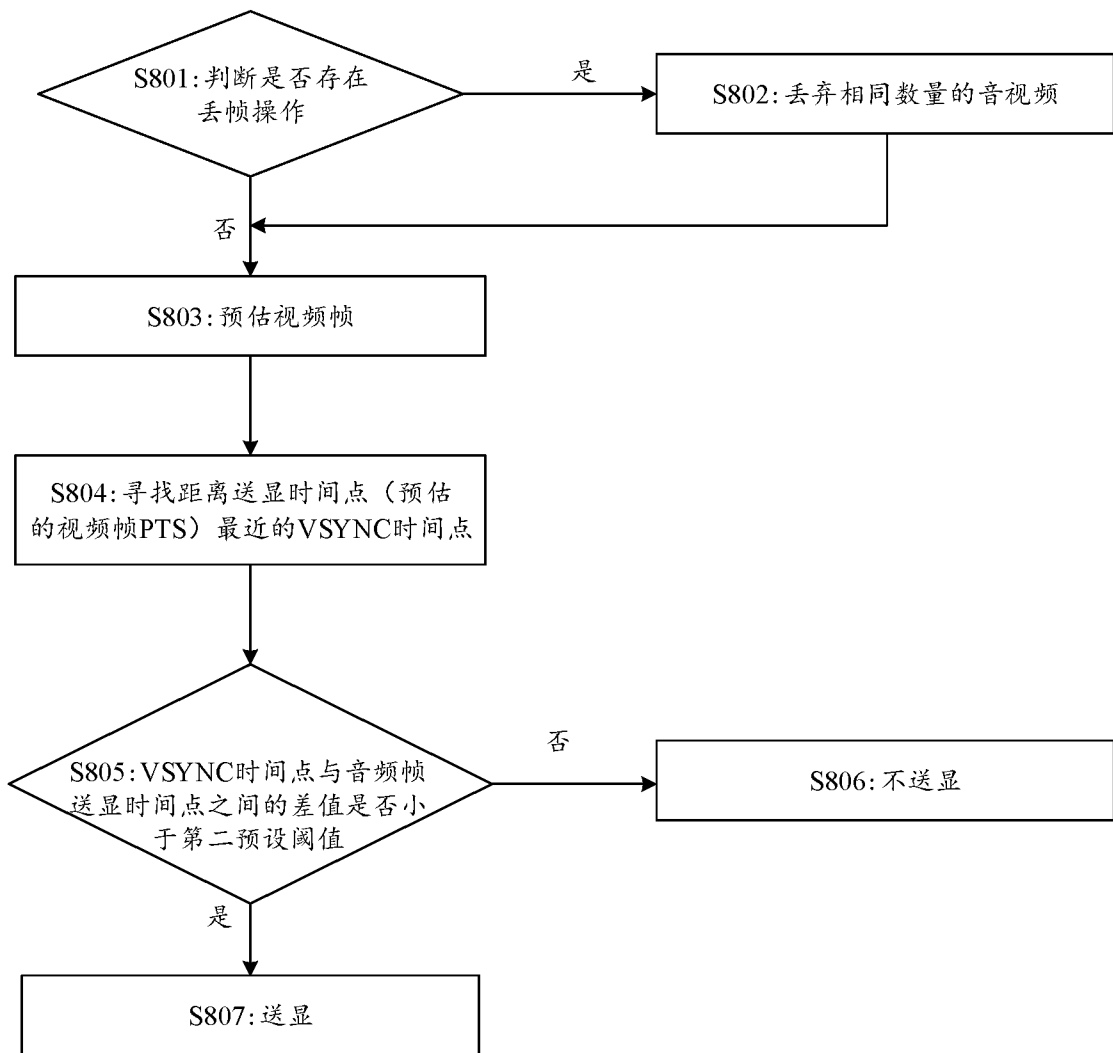 S801:判断是否存在
丢帧操作
是
S802:丢弃相同数量的音视频
否
S803:预估视频帧
S804:寻找距离送显时间点（预估
的视频帧PTS）最近的VSYNC时间点
S805:VSYNC时间点与音频帧
送显时间点之间的差值是否小
于第二预设阈值
否
S806:不送显
是
S807:送显